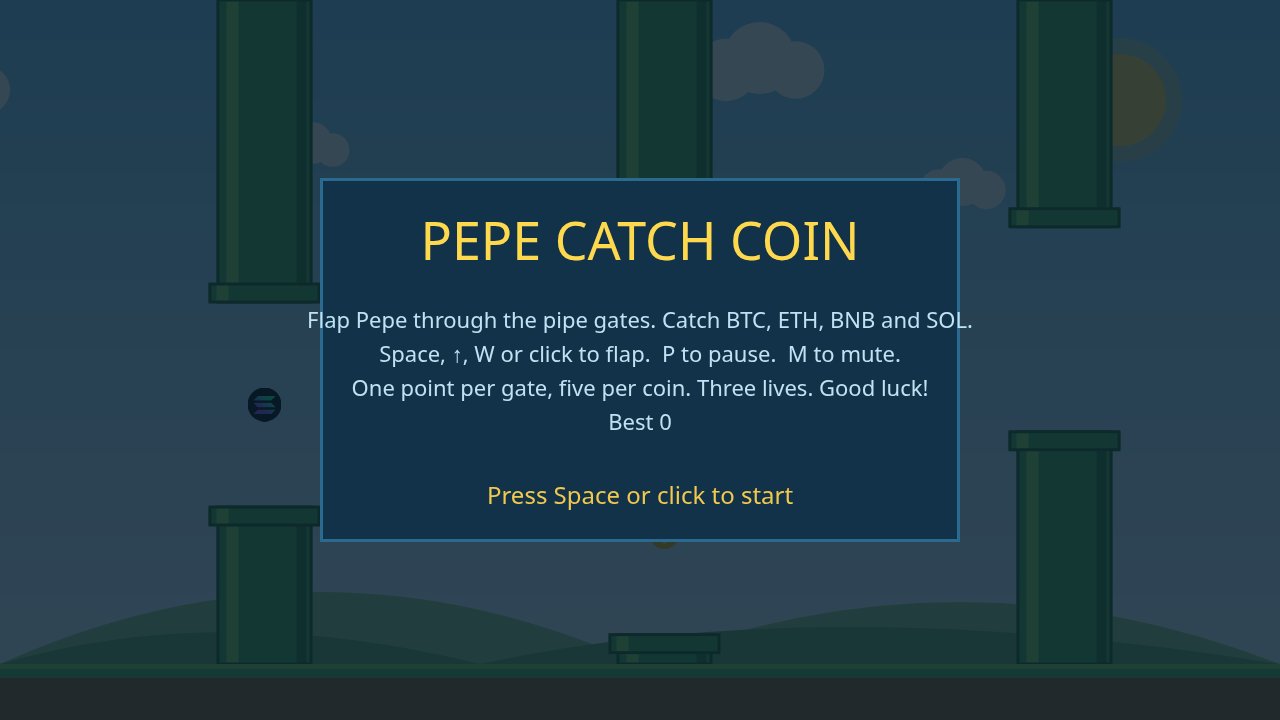 PEPE CATCH COIN
Flap Pepe through the pipe gates. Catch BTC, ETH, BNB and SOL.
Space, ↑, W or click to flap.  P to pause.  M to mute.
One point per gate, five per coin. Three lives. Good luck!
Best 0
Press Space or click to start